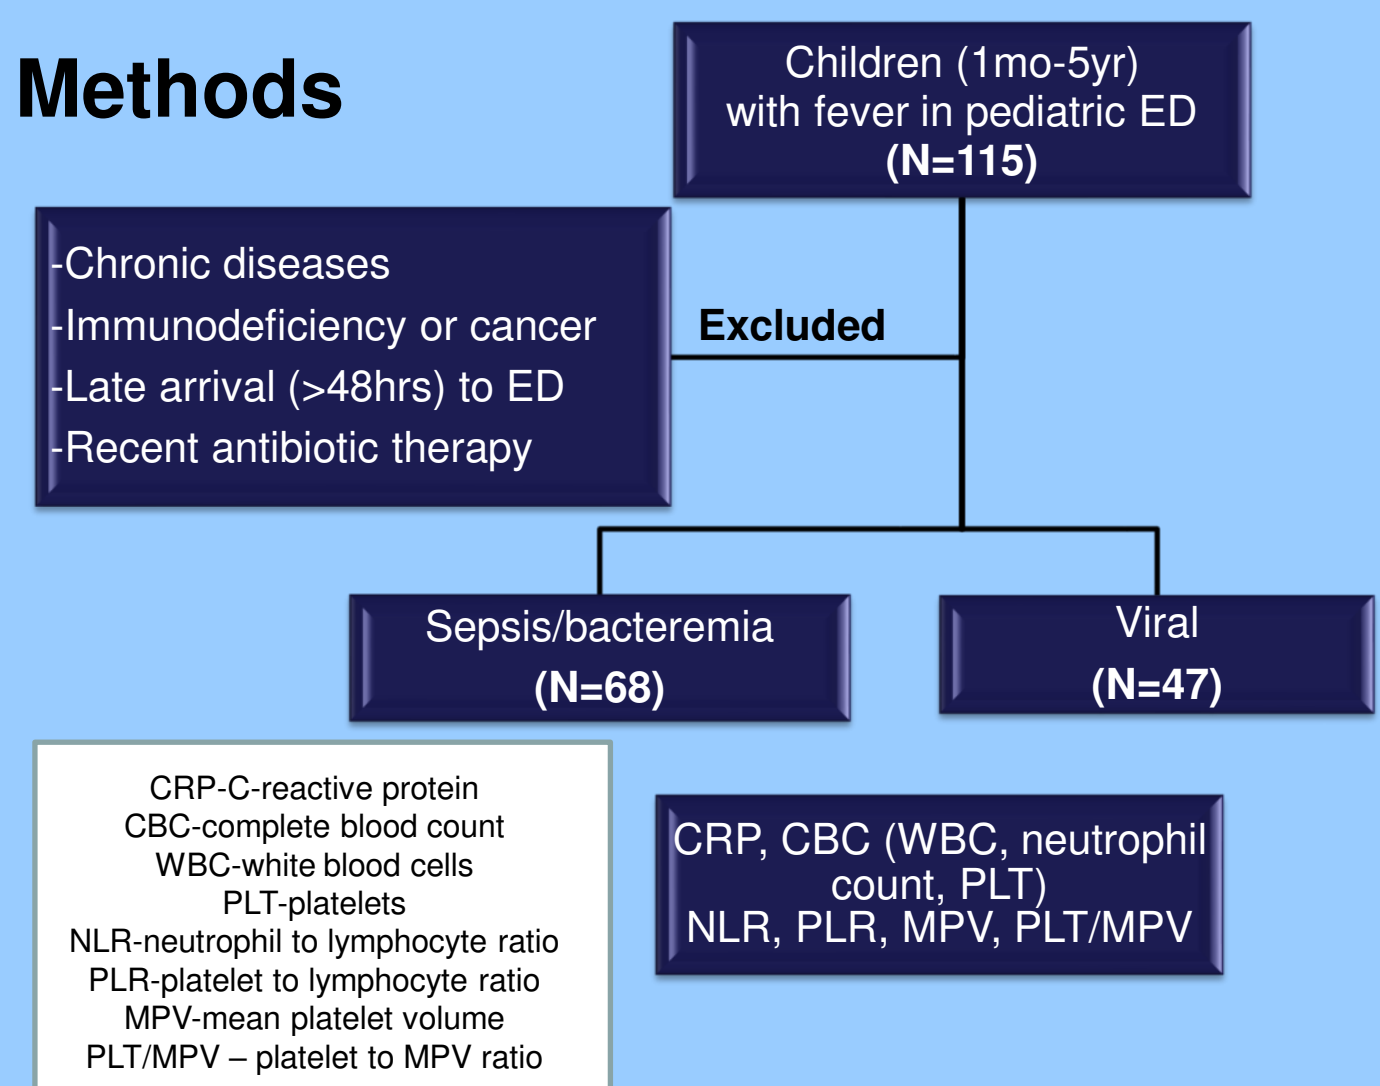 Methods
Children (1mo-5yr)
with fever in pediatric ED
(N=115)
-Chronic diseases
-Immunodeficiency or cancer
-Late arrival (>48hrs) to ED
-Recent antibiotic therapy
Excluded
Sepsis/bacteremia
(N=68)
Viral
(N=47)
CRP-C-reactive protein
CBC-complete blood count
WBC-white blood cells
PLT-platelets
NLR-neutrophil to lymphocyte ratio
PLR-platelet to lymphocyte ratio
MPV-mean platelet volume
PLT/MPV – platelet to MPV ratio
CRP, CBC (WBC, neutrophil
count, PLT)
NLR, PLR, MPV, PLT/MPV